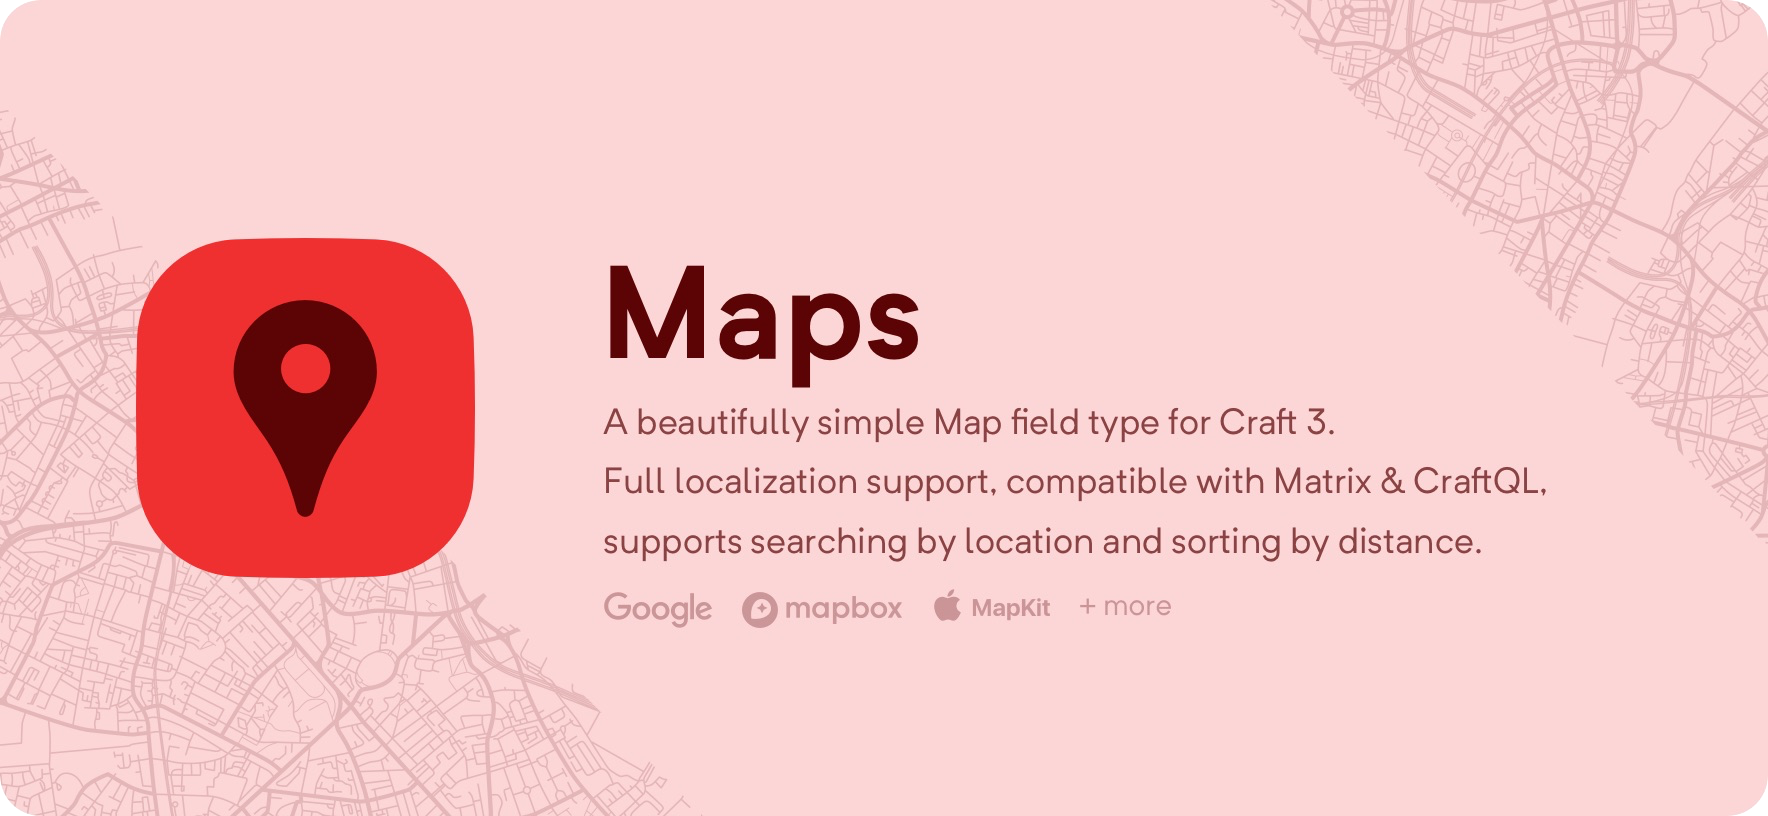 Maps
A beautifully simple Map field type for Craft 3.
Full localization support, compatible with Matrix & CraftQL,
supports searching by location and sorting by distance.
Google mapbox MapKit + more